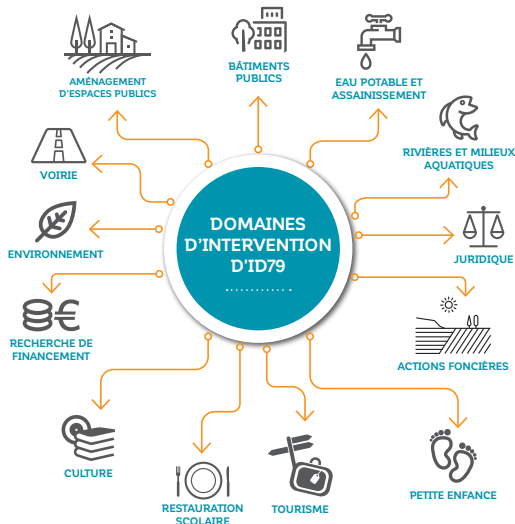 AMÉNAGEMENT
D'ESPACES PUBLICS
BÂTIMENTS
PUBLICS
EAU POTABLE ET
ASSAINISSEMENT
RIVIÈRES ET MILIEUX
AQUATIQUES
VOIRIE
ENVIRONNEMENT
DOMAINES
D'INTERVENTION
D'ID79
JURIDIQUE
RECHERCHE DE
FINANCEMENT
ACTIONS FONCIÈRES
CULTURE
RESTAURATION
SCOLAIRE
TOURISME
PETITE ENFANCE